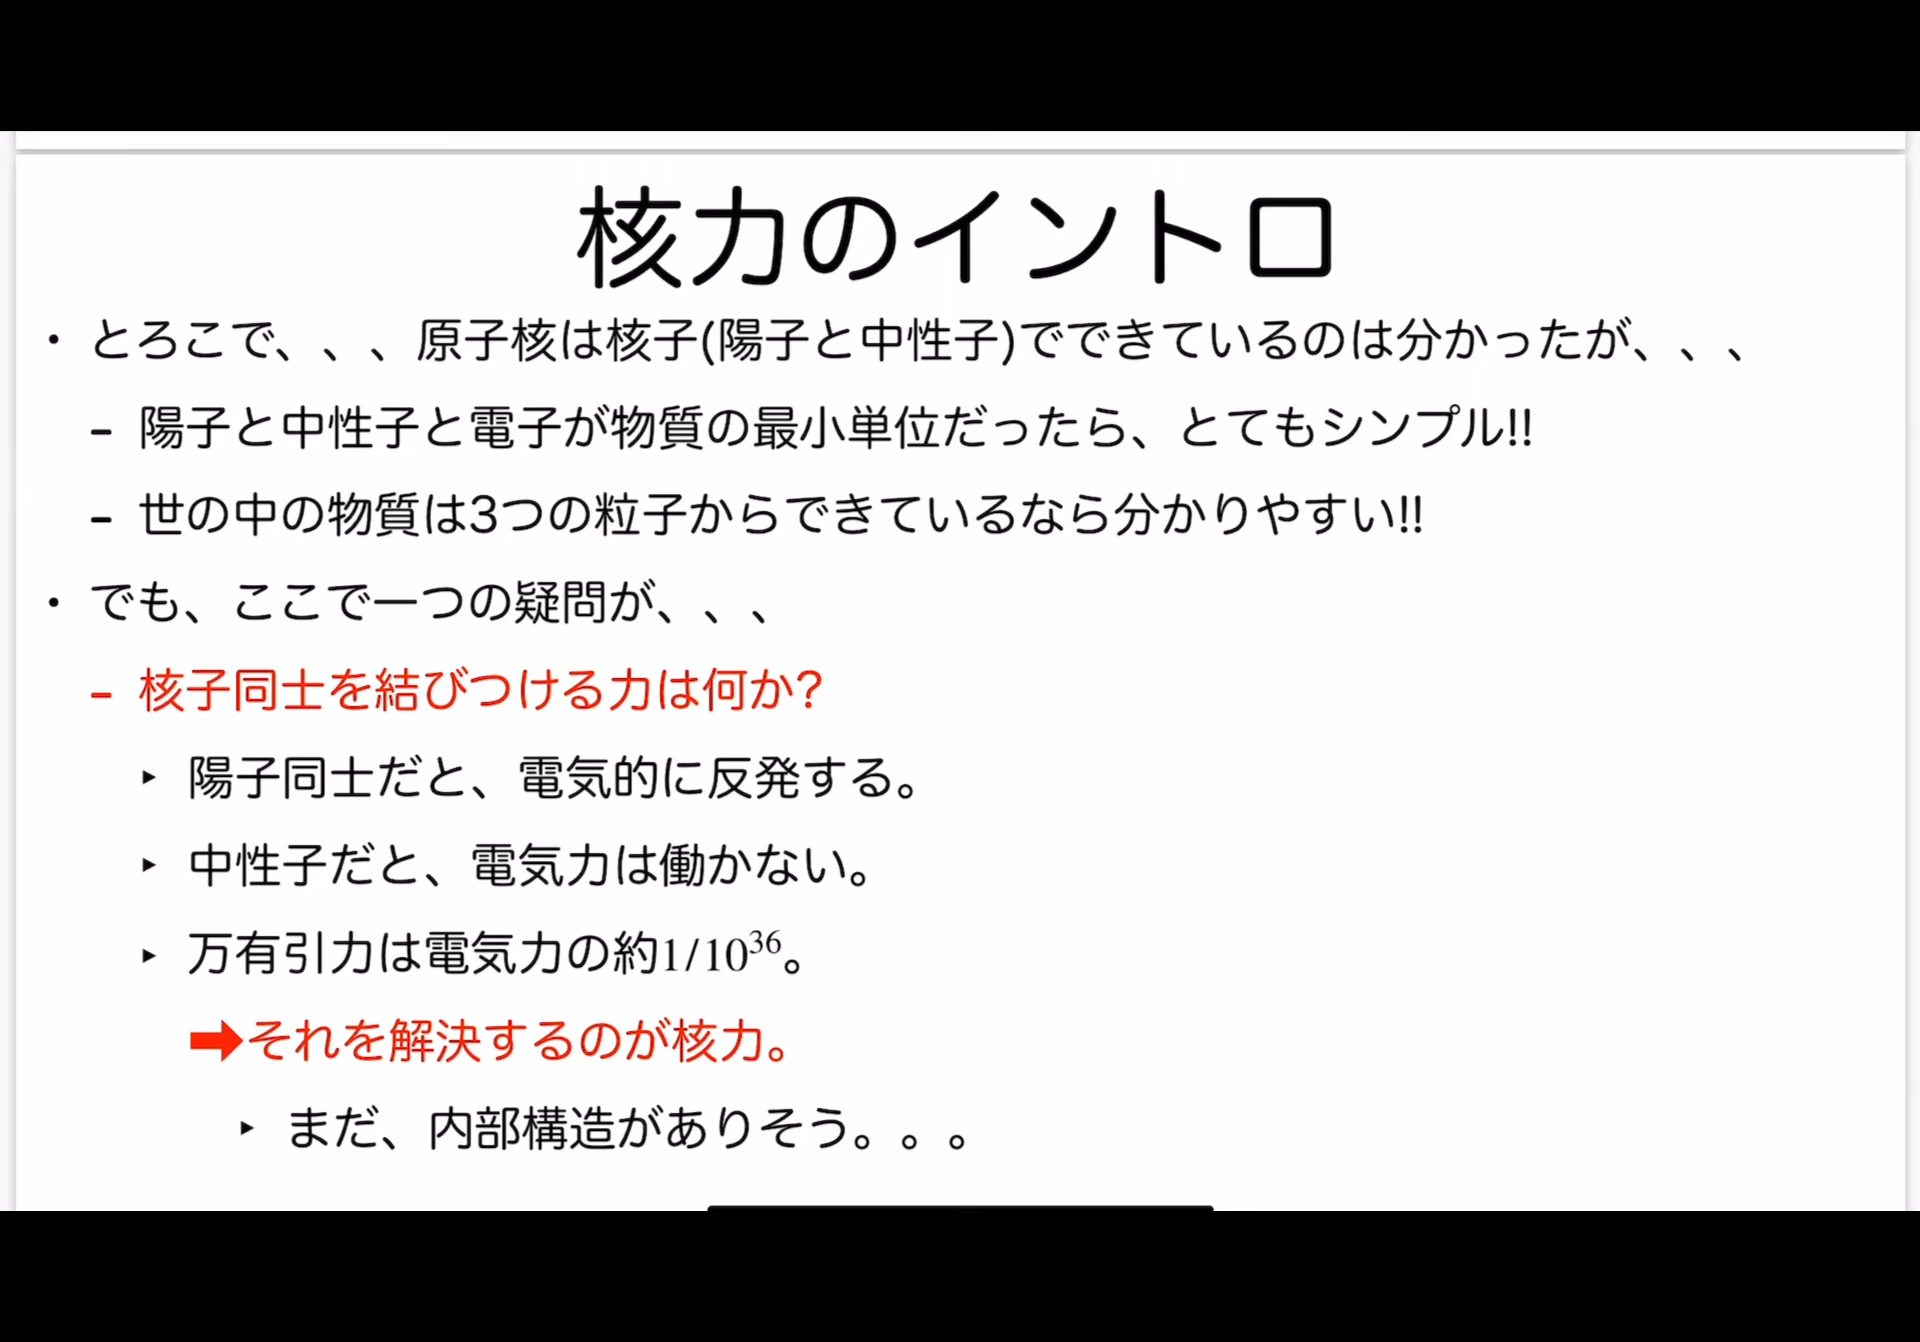 核力のイントロ
・とろこで、、、原子核は核子(陽子と中性子)でできているのは分かったが、、、
- 陽子と中性子と電子が物質の最小単位だったら、とてもシンプル!!
- 世の中の物質は3つの粒子からできているなら分かりやすい!!
・でも、ここで一つの疑問が、、、
- 核子同士を結びつける力は何か?
‣ 陽子同士だと、電気的に反発する。
‣ 中性子だと、電気力は働かない。
‣ 万有引力は電気力の約1/10³⁶。
➡それを解決するのが核力。
‣ まだ、内部構造がありそう。。。